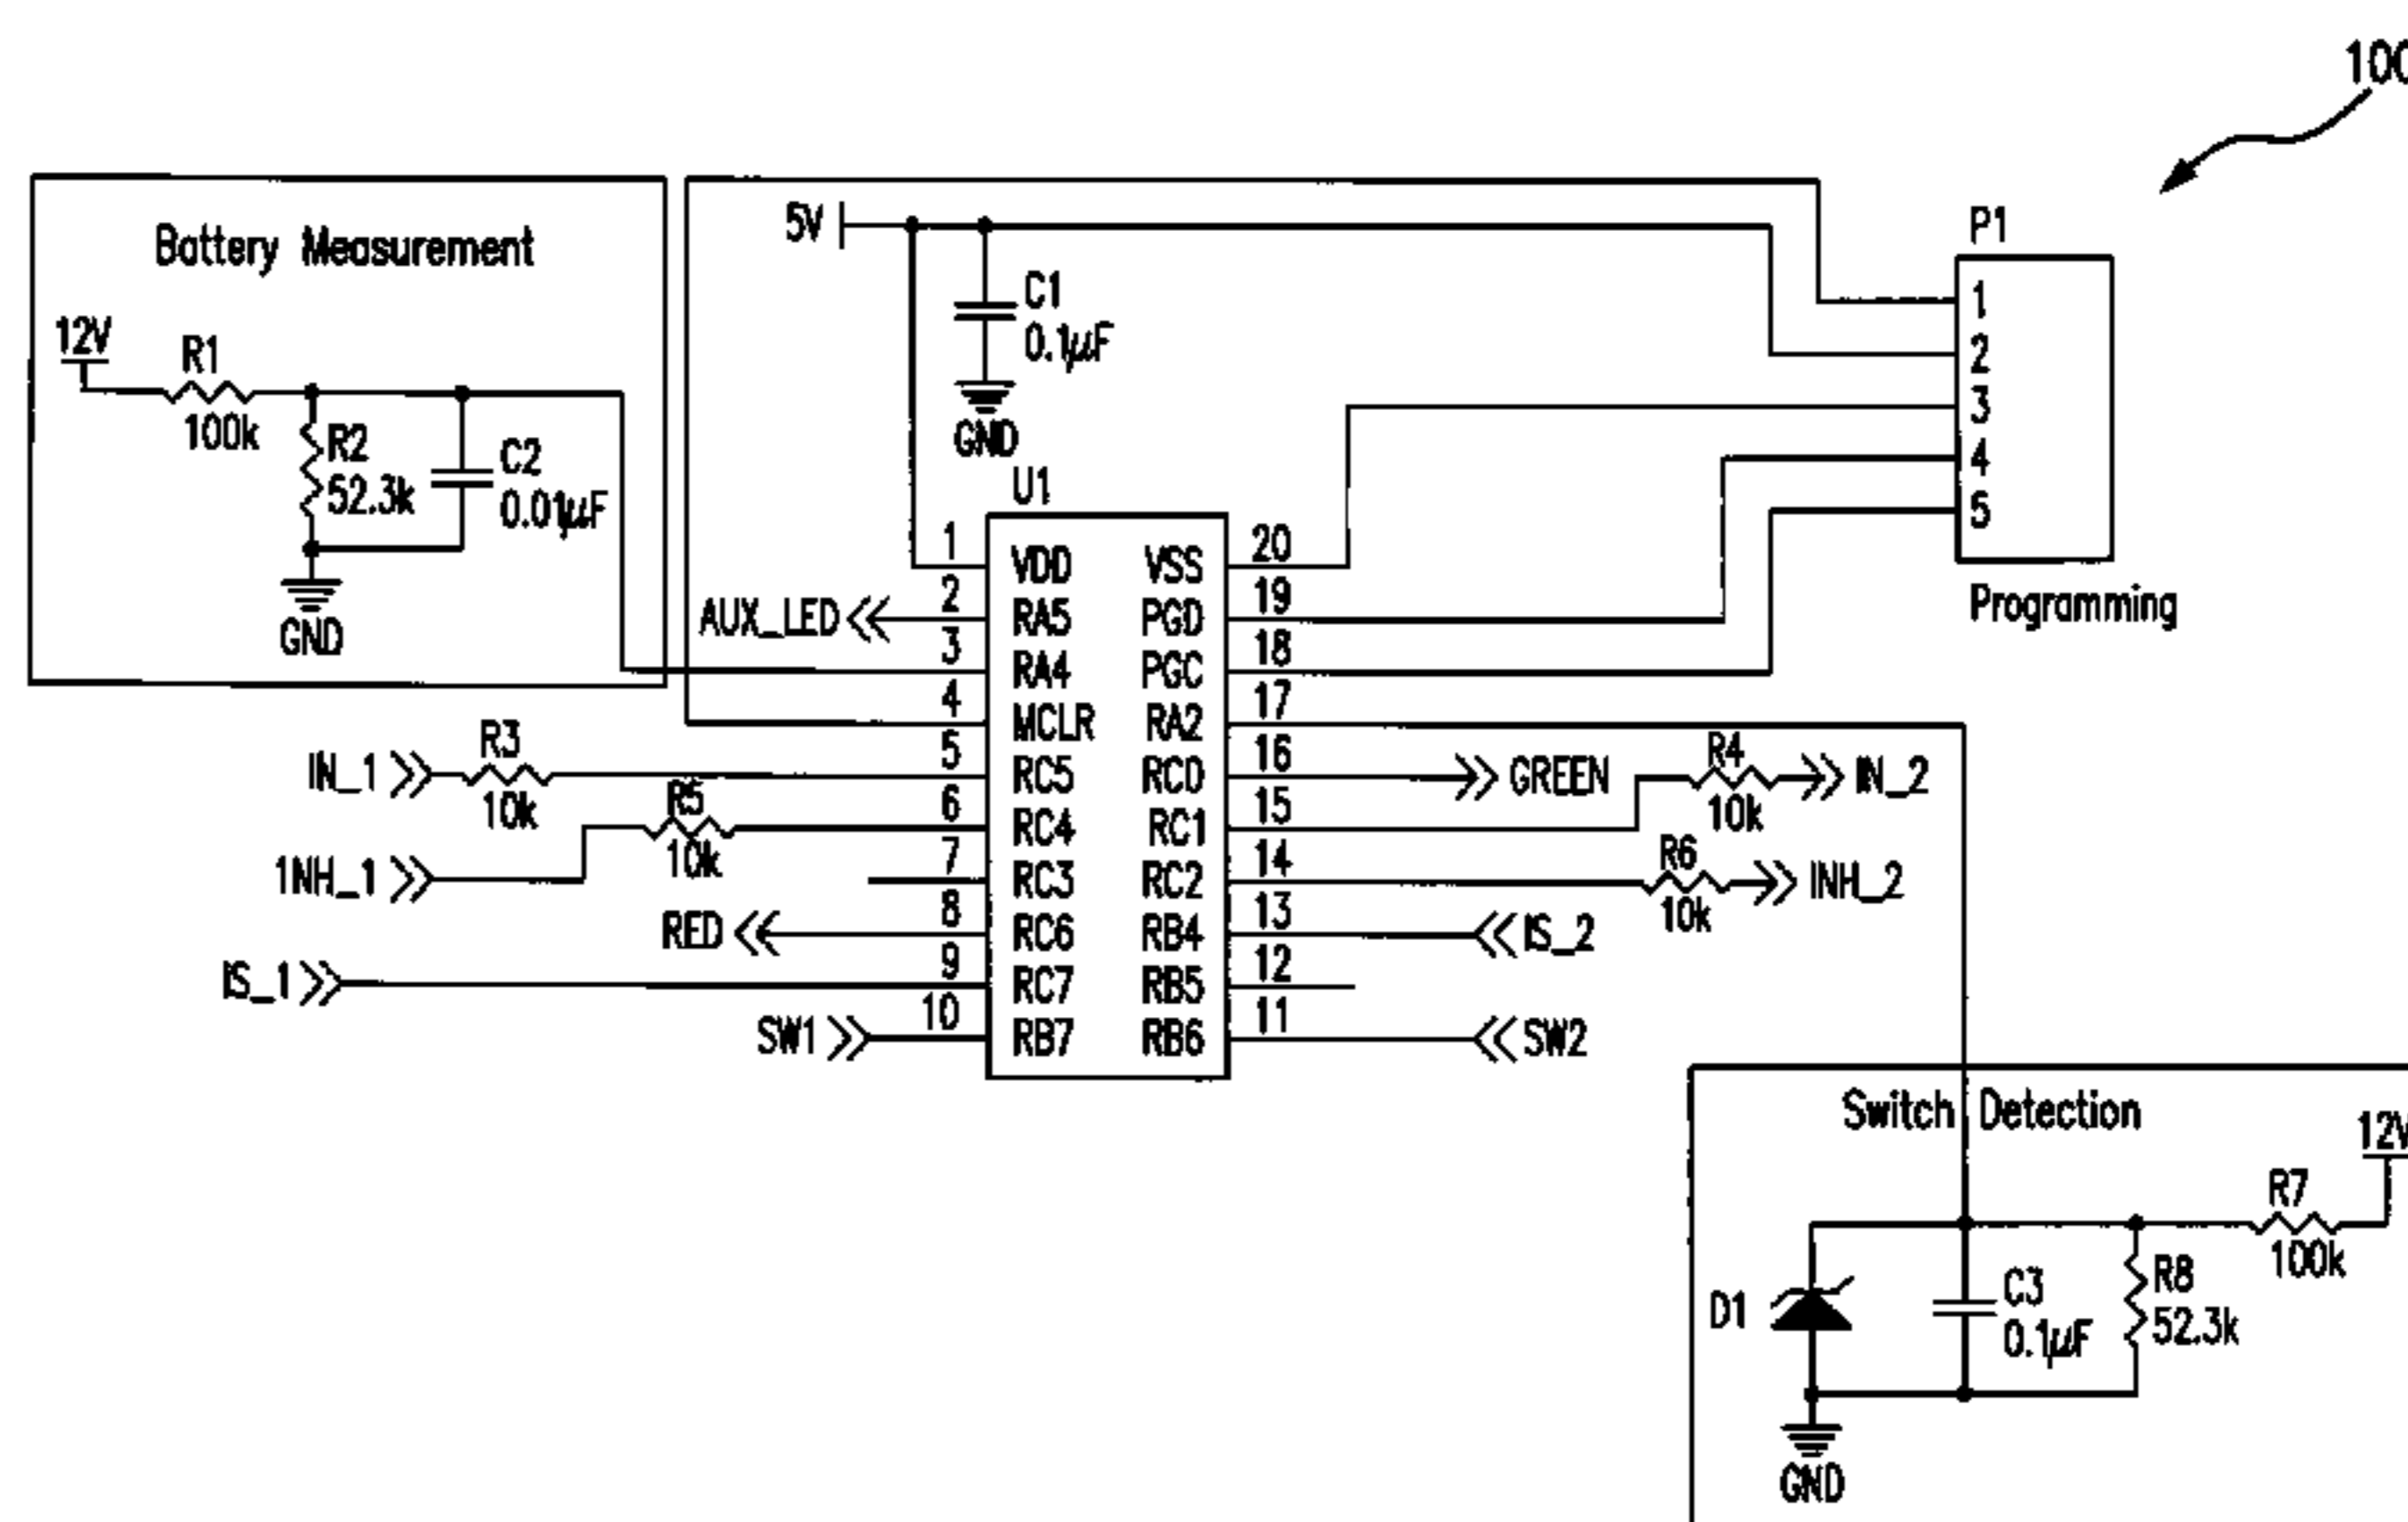 100
Battery Measurement
12V
R1
100k
R2
52.3k
C2
0.01μF
GND
5V
C1
0.1μF
GND
P1
1
2
3
4
5
Programming
U1
1 VDD VSS 20
AUX_LED 2 RA5 PGD 19
3 RA4 PGC 18
4 MCLR RA2 17
IN_1 R3 10k 5 RC5 RC0 16 GREEN
1NH_1 R5 10k 6 RC4 RC1 15 R4 10k IN_2
7 RC3 RC2 14 R6 10k INH_2
RED 8 RC6 RB4 13 IS_2
IS_1 9 RC7 RB5 12
SW1 10 RB7 RB6 11 SW2
Switch Detection
12V
R7
100k
D1
C3
0.1μF
R8
52.3k
GND